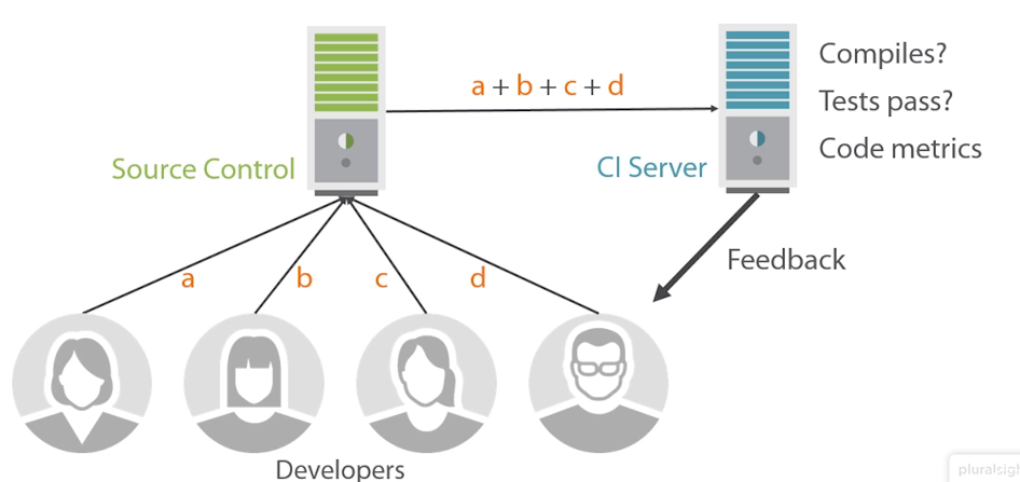 a + b + c + d
Compiles?
Tests pass?
Code metrics
Source Control
CI Server
Feedback
a
b
c
d
Developers